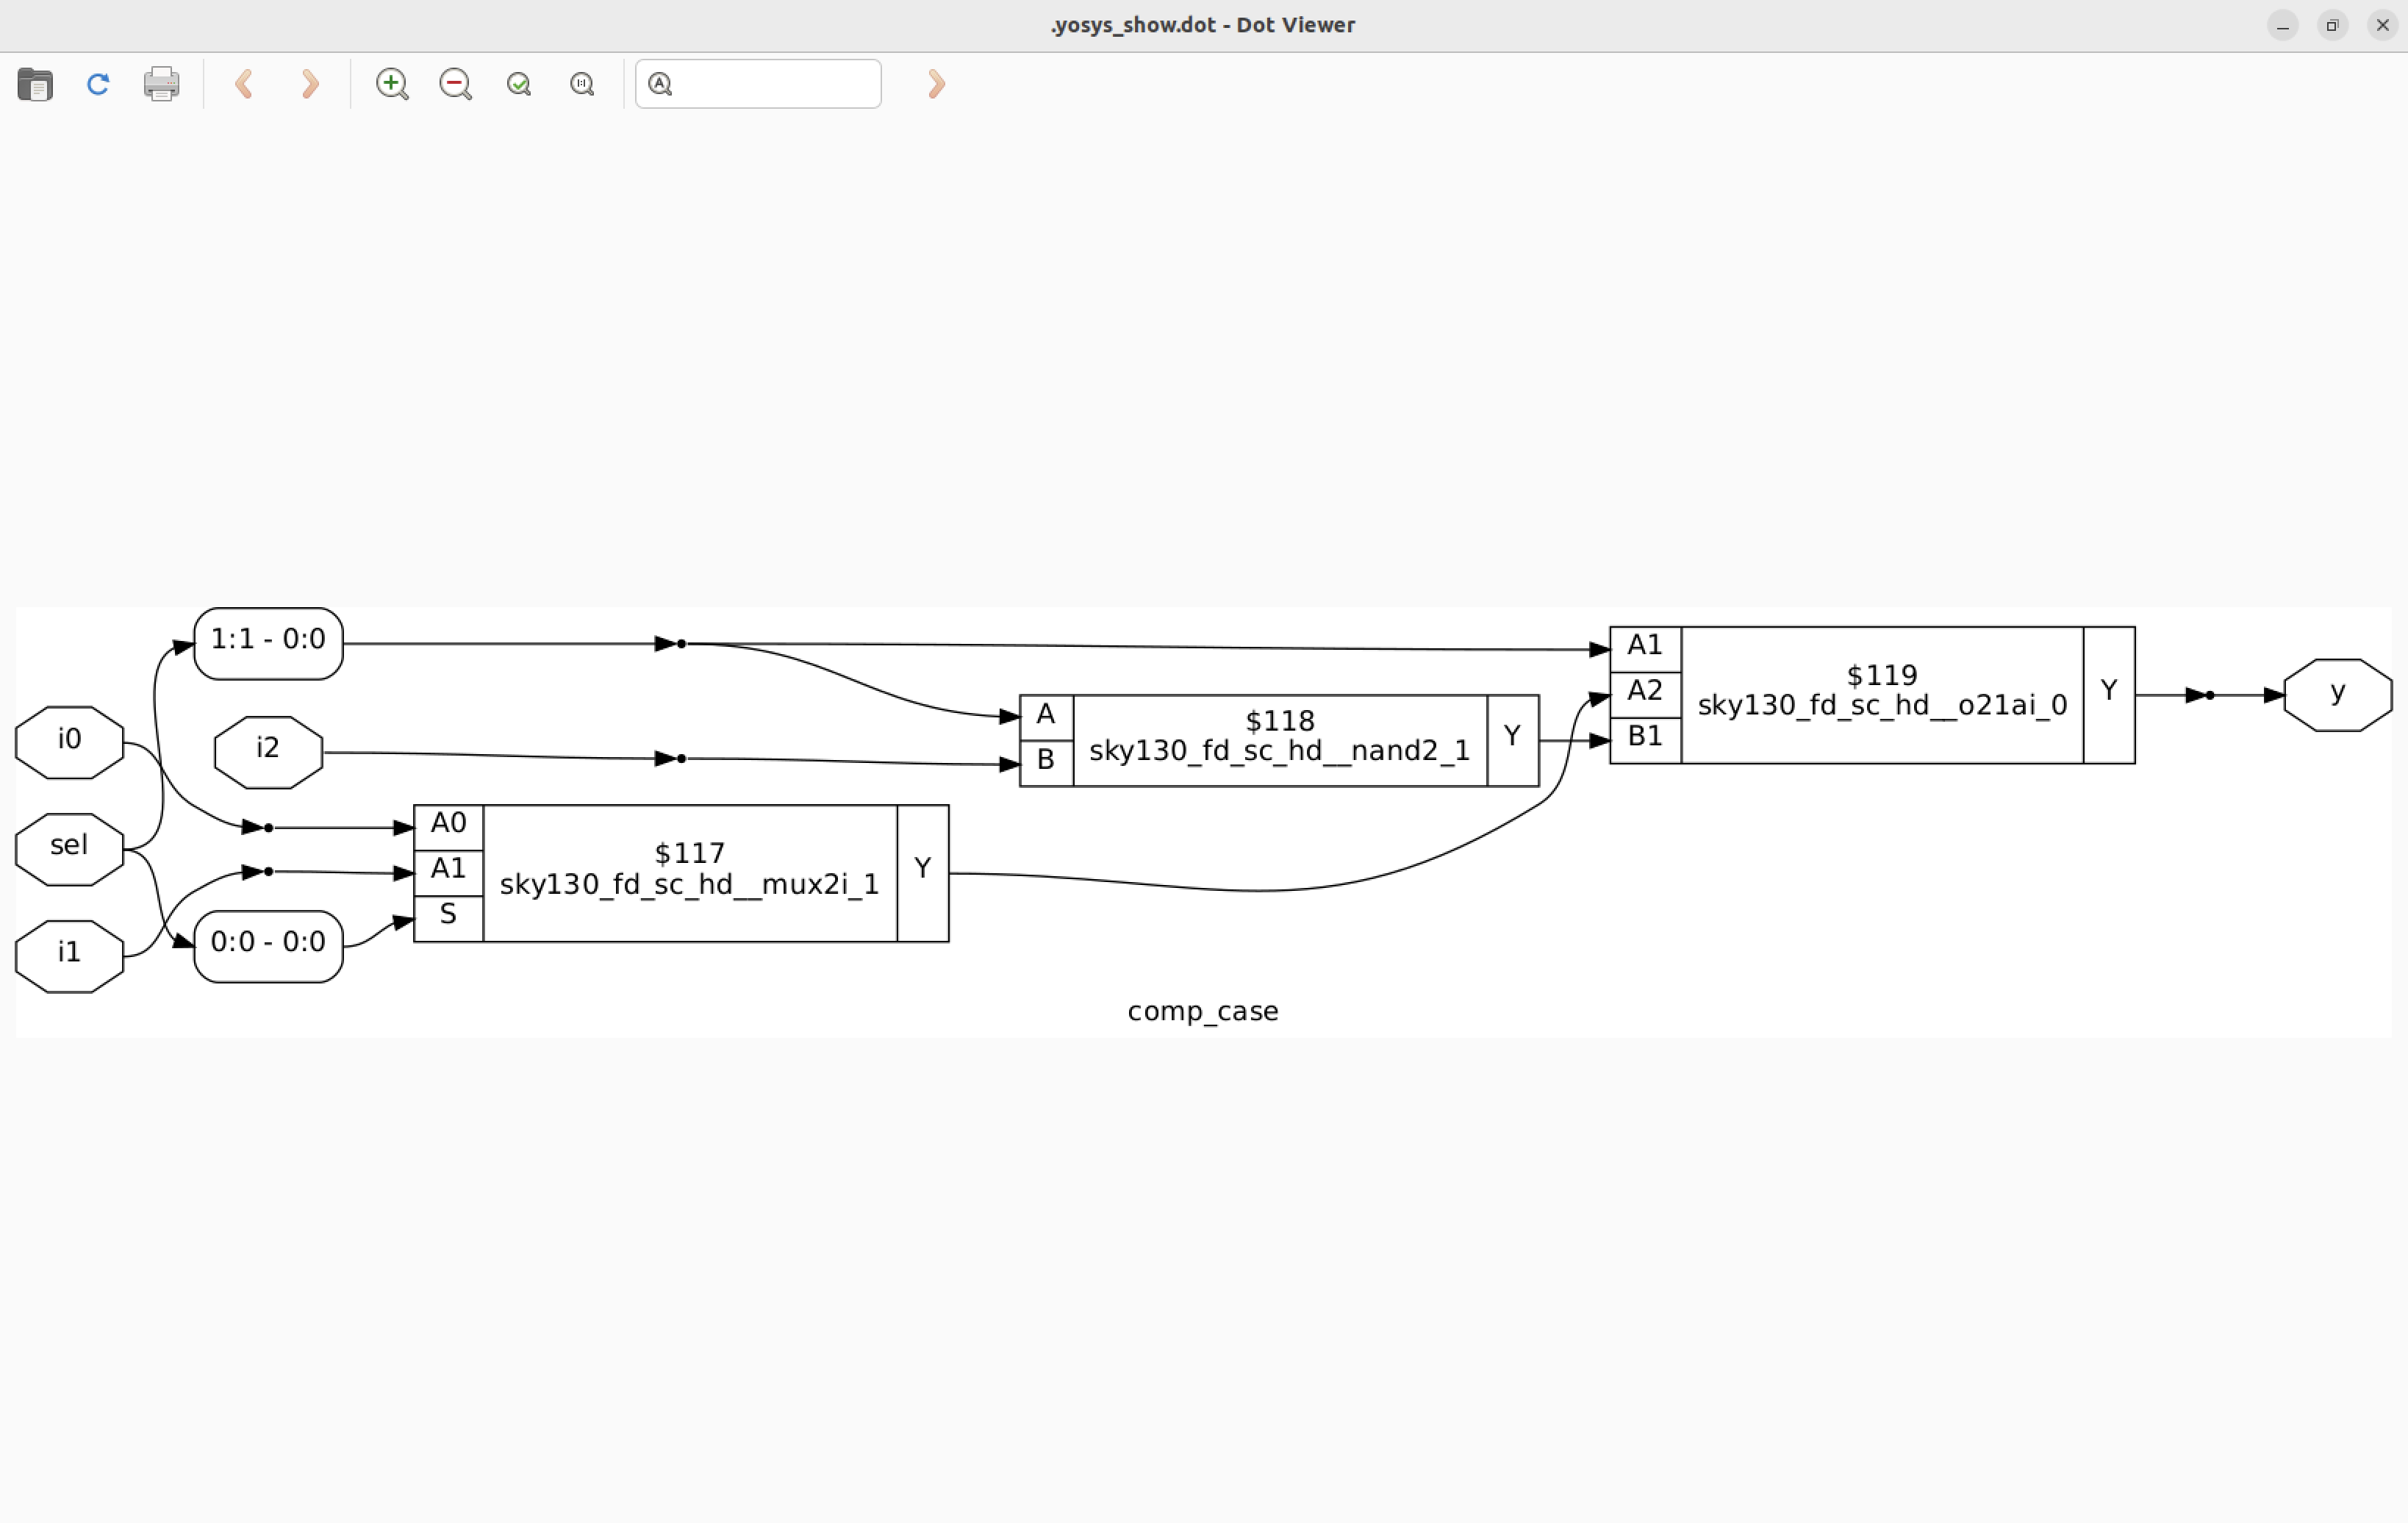 .yosys_show.dot - Dot Viewer
1:1 - 0:0
i0
i2
sel
i1
0:0 - 0:0
A0
A1
S
$117
sky130_fd_sc_hd__mux2i_1
Y
A
B
$118
sky130_fd_sc_hd__nand2_1
Y
A1
A2
B1
$119
sky130_fd_sc_hd__o21ai_0
Y
y
comp_case